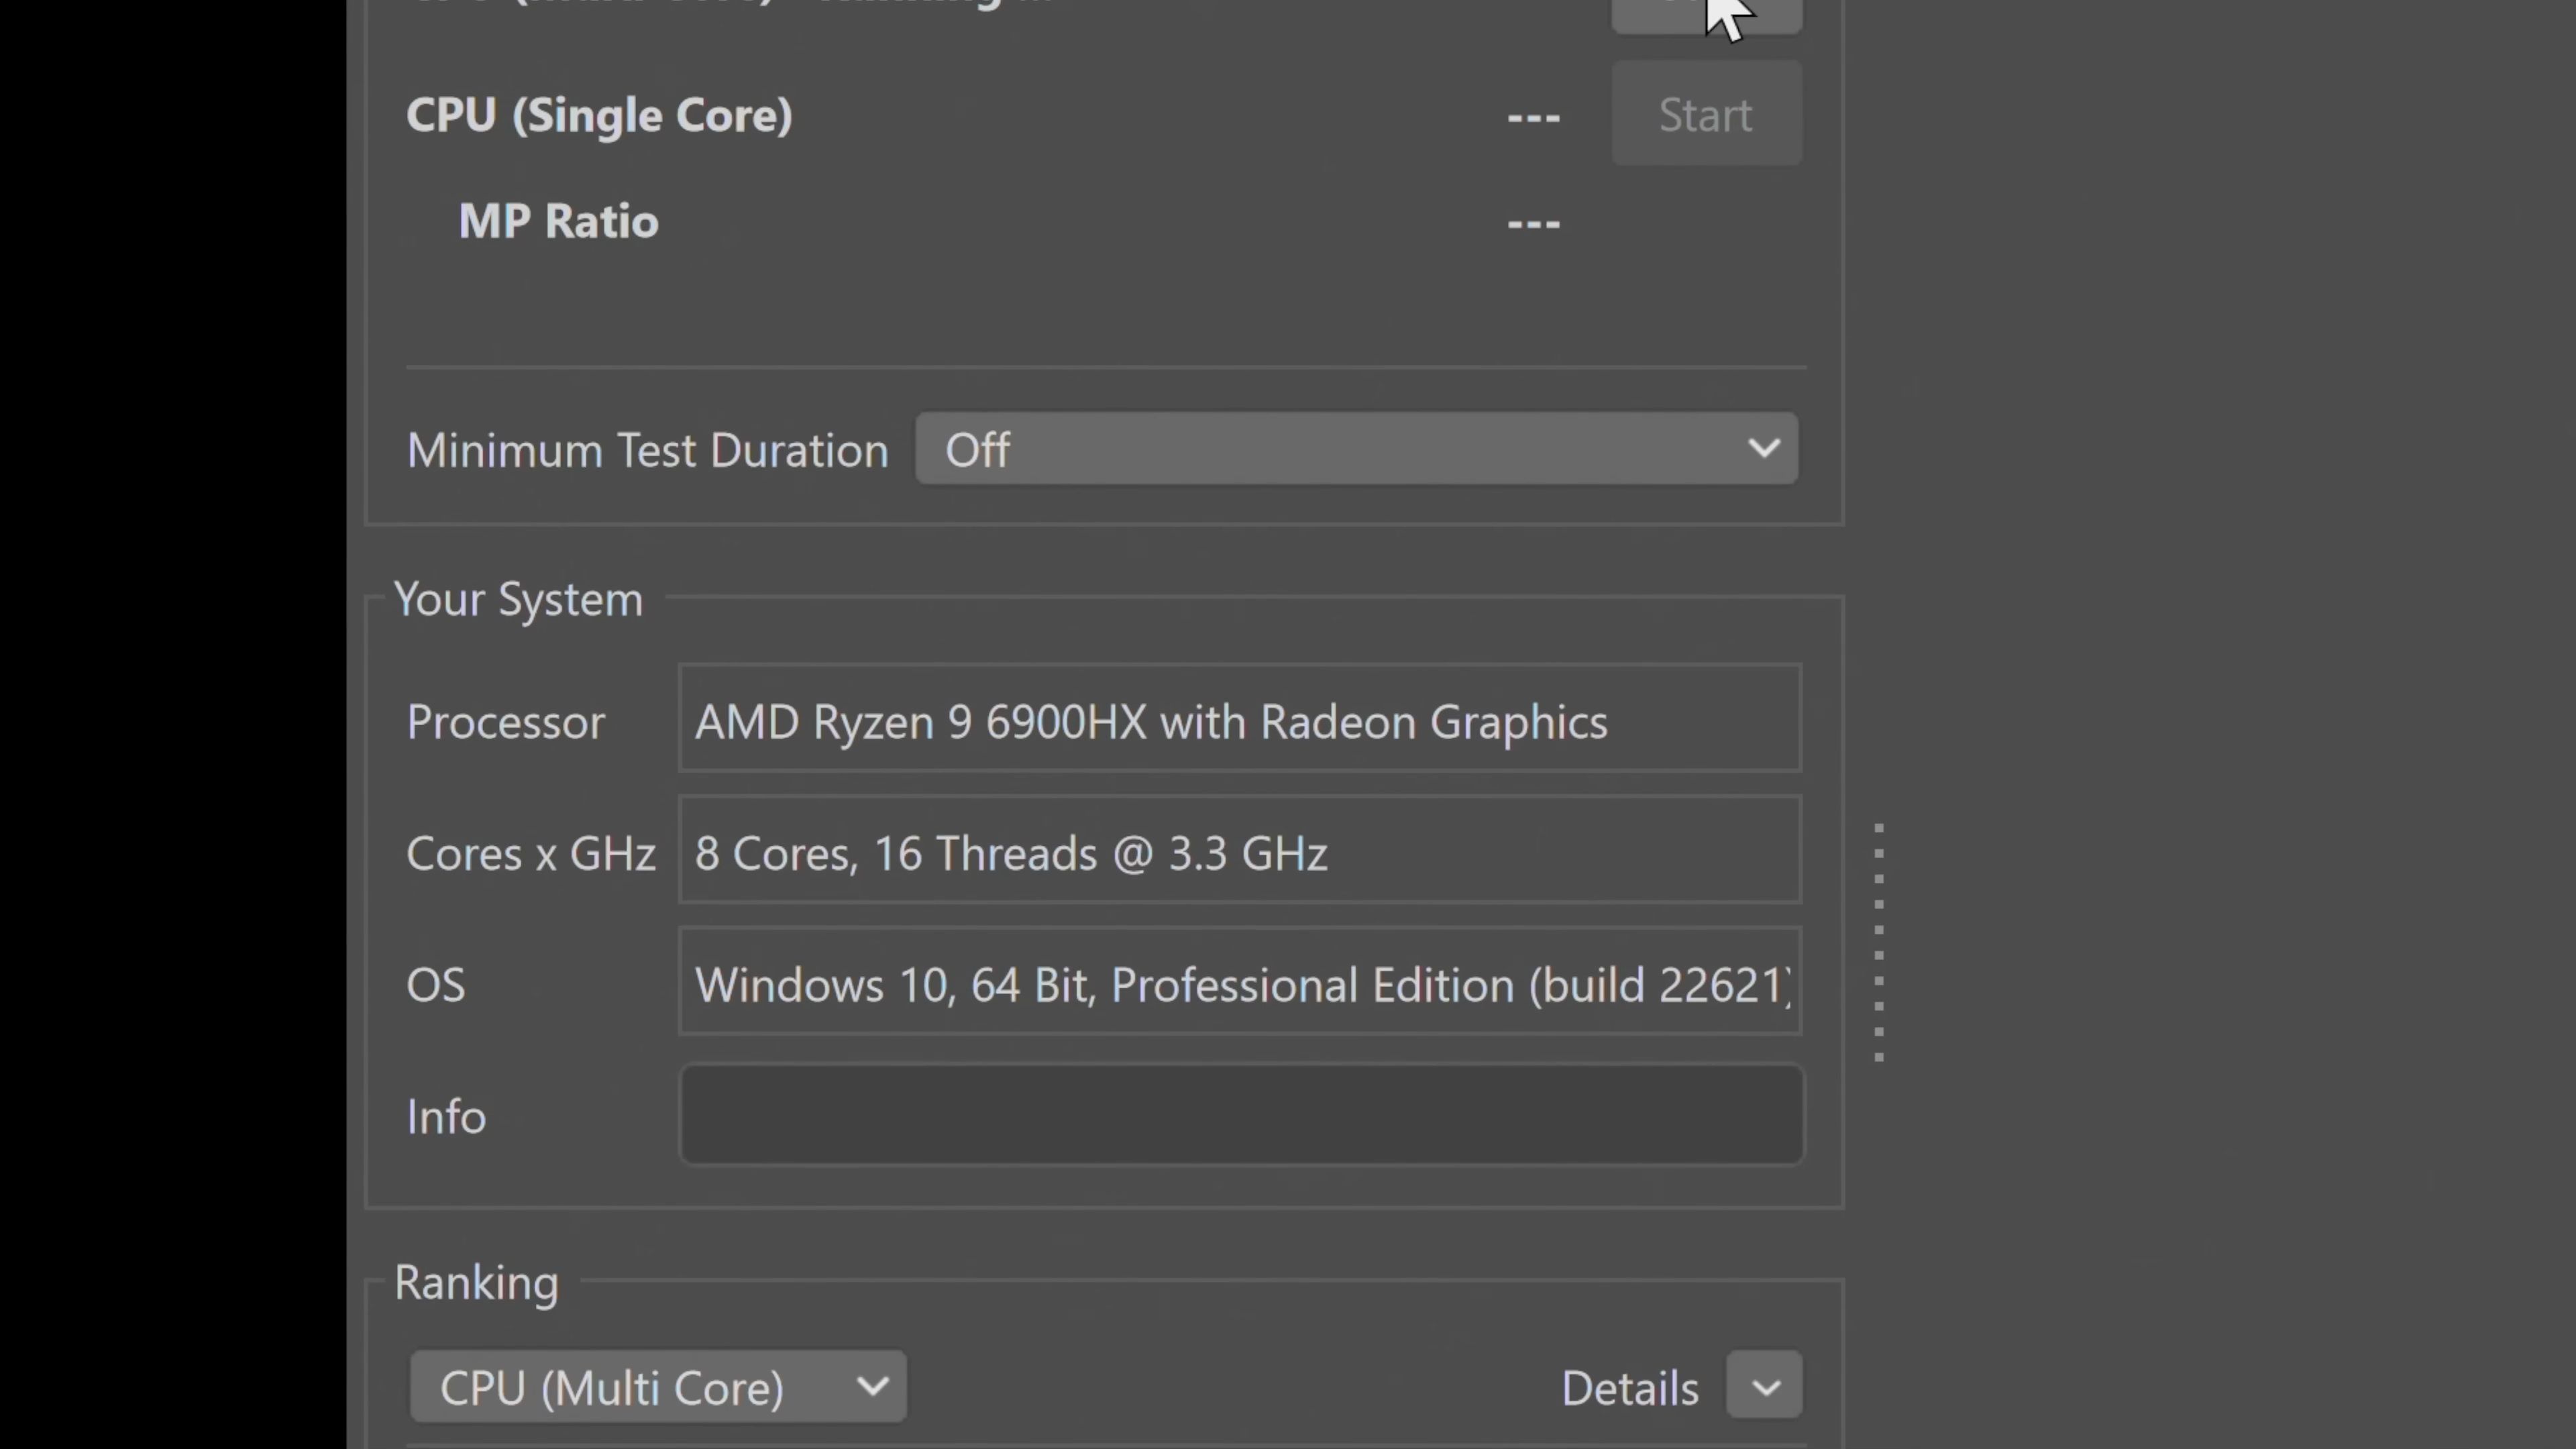 CPU (Single Core) --- Start
MP Ratio ---
Minimum Test Duration Off
Your System
Processor AMD Ryzen 9 6900HX with Radeon Graphics
Cores x GHz 8 Cores, 16 Threads @ 3.3 GHz
OS Windows 10, 64 Bit, Professional Edition (build 22621)
Info
Ranking
CPU (Multi Core) Details